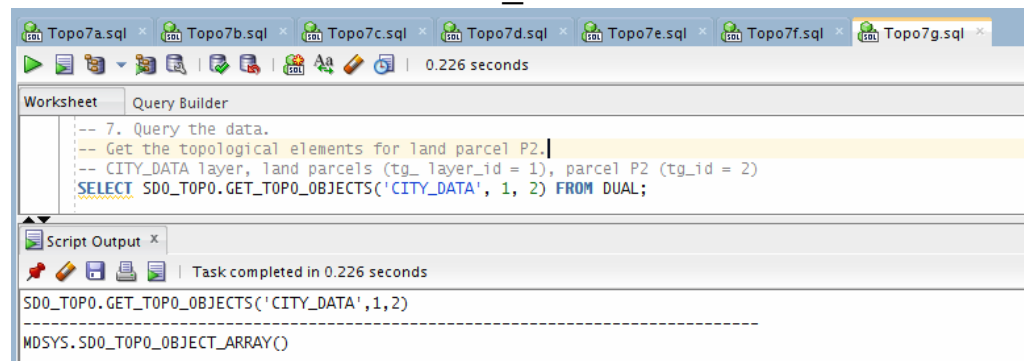 Topo7a.sql Topo7b.sql Topo7c.sql Topo7d.sql Topo7e.sql Topo7f.sql Topo7g.sql
0.226 seconds
Worksheet Query Builder
-- 7. Query the data.
-- Get the topological elements for land parcel P2.
-- CITY_DATA layer, land parcels (tg_ layer_id = 1), parcel P2 (tg_id = 2)
SELECT SDO_TOPO.GET_TOPO_OBJECTS('CITY_DATA', 1, 2) FROM DUAL;
Script Output
Task completed in 0.226 seconds
SDO_TOPO.GET_TOPO_OBJECTS('CITY_DATA',1,2)
--------------------------------------------------------------------------------
MDSYS.SDO_TOPO_OBJECT_ARRAY()